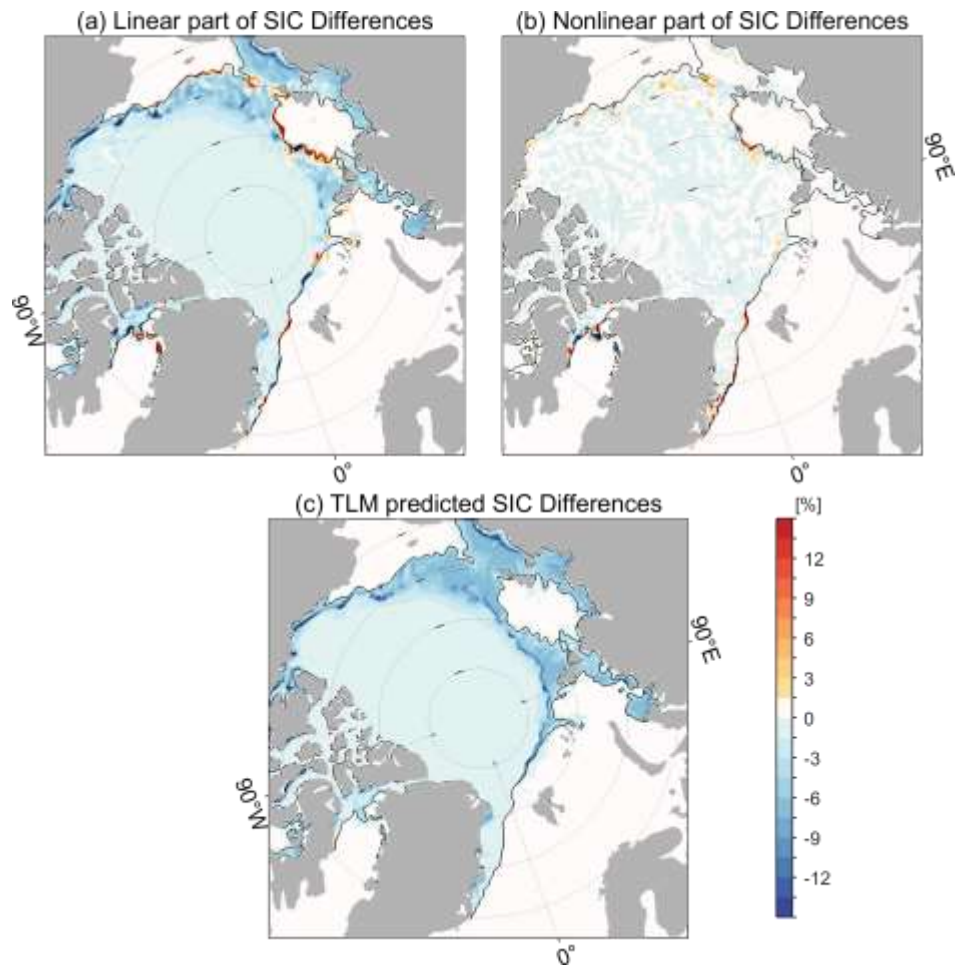 (a) Linear part of SIC Differences
(b) Nonlinear part of SIC Differences
90°E
90°W
0°
0°
(c) TLM predicted SIC Differences
[%]
12
9
6
3
0
-3
-6
-9
-12
90°E
90°W
0°